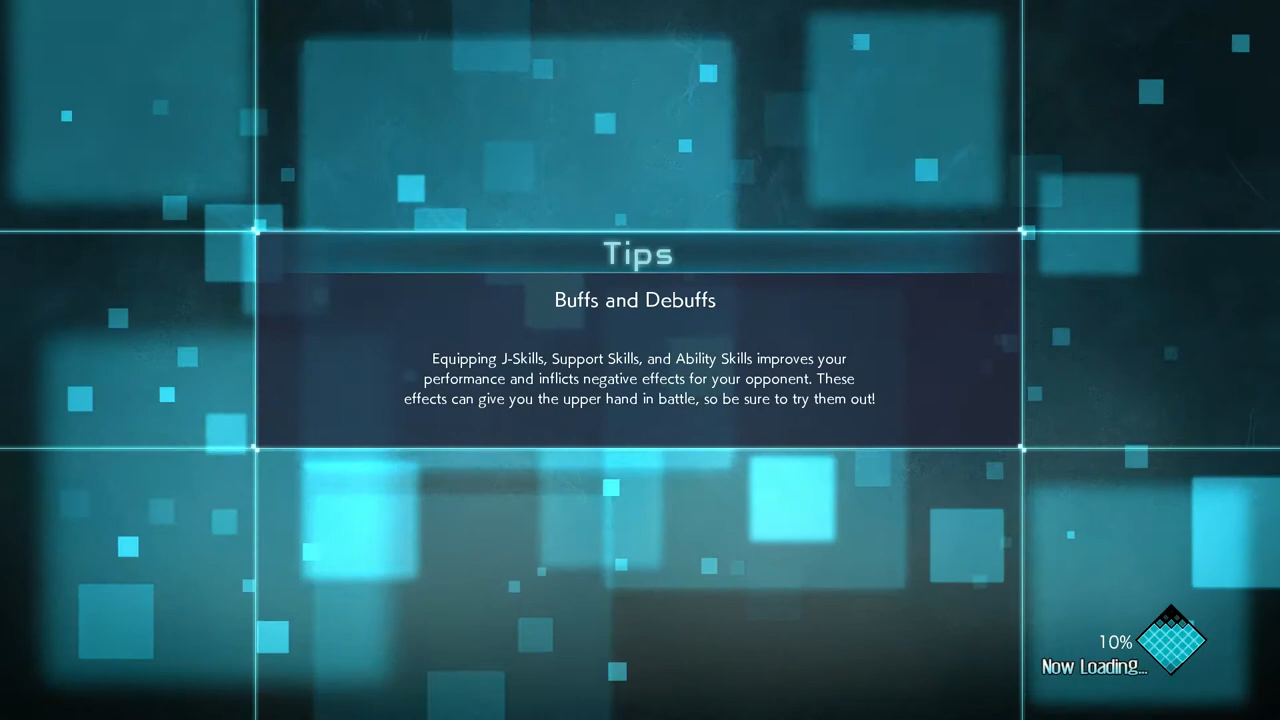 Tips
Buffs and Debuffs
Equipping J-Skills, Support Skills, and Ability Skills improves your
performance and inflicts negative effects for your opponent. These
effects can give you the upper hand in battle, so be sure to try them out!
10%
Now Loading...